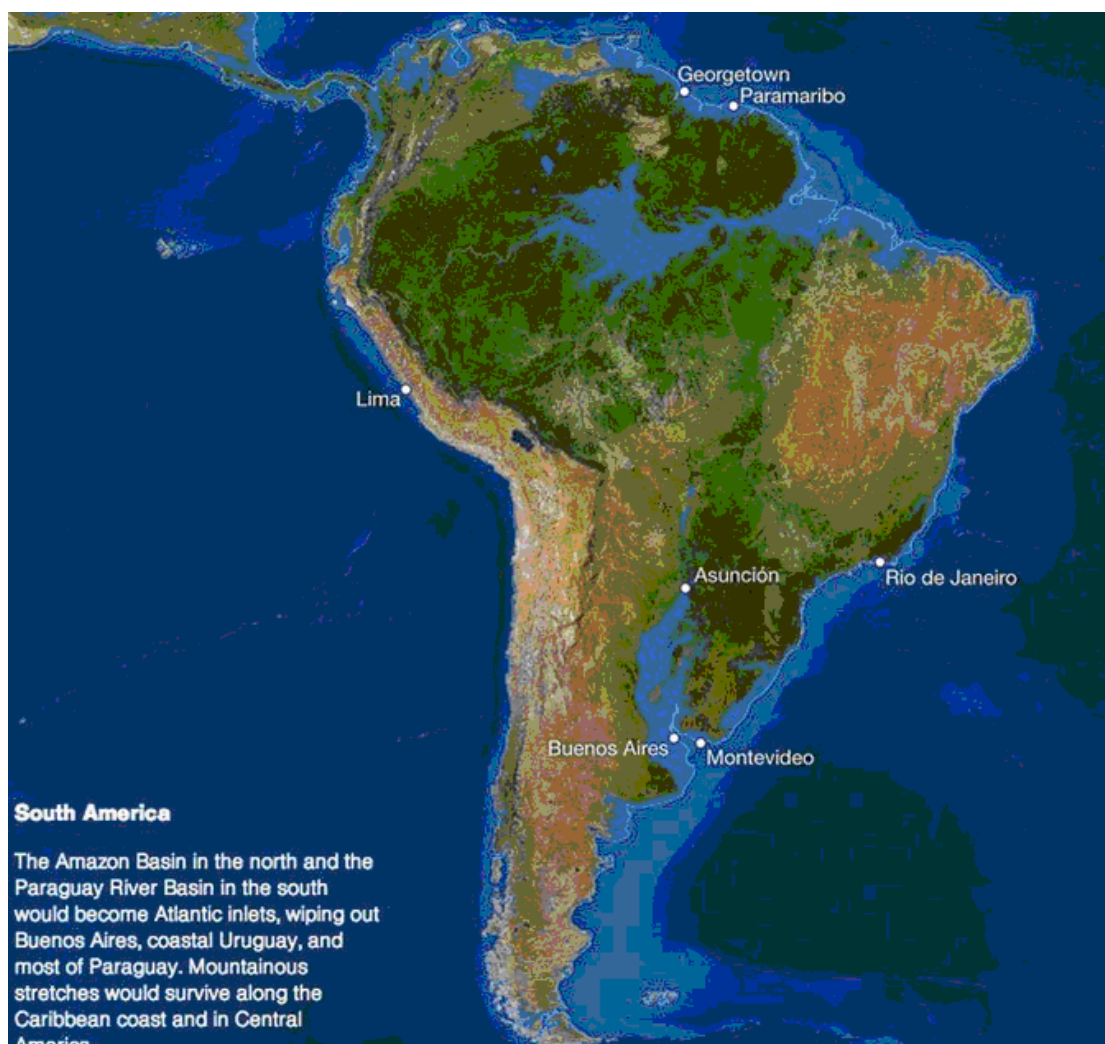 Georgetown
Paramaribo
Lima
Asunción
Rio de Janeiro
Buenos Aires
Montevideo
South America
The Amazon Basin in the north and the
Paraguay River Basin in the south
would become Atlantic inlets, wiping out
Buenos Aires, coastal Uruguay, and
most of Paraguay. Mountainous
stretches would survive along the
Caribbean coast and in Central
America